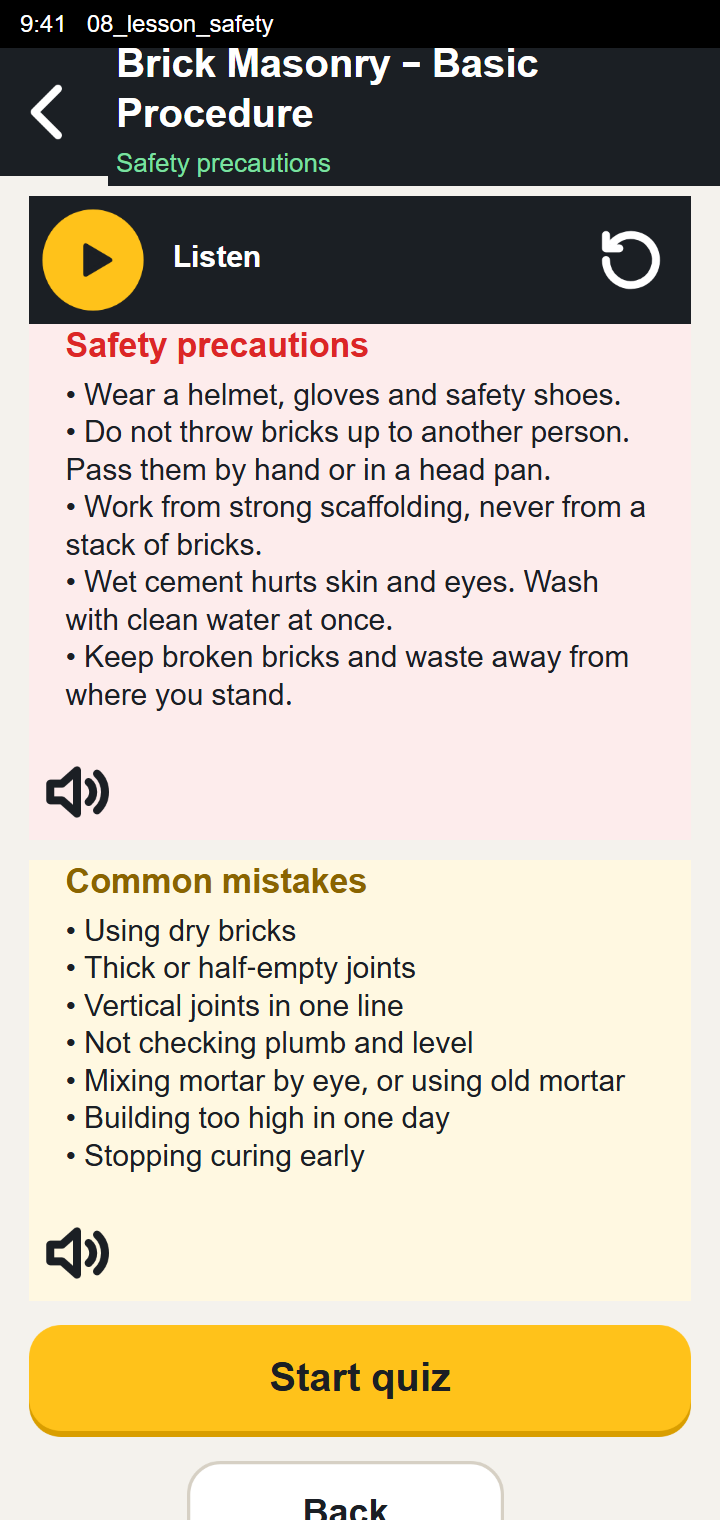 9:41 08_lesson_safety
Brick Masonry – Basic
Procedure
Safety precautions
Listen
Safety precautions
• Wear a helmet, gloves and safety shoes.
• Do not throw bricks up to another person.
Pass them by hand or in a head pan.
• Work from strong scaffolding, never from a
stack of bricks.
• Wet cement hurts skin and eyes. Wash
with clean water at once.
• Keep broken bricks and waste away from
where you stand.
Common mistakes
• Using dry bricks
• Thick or half-empty joints
• Vertical joints in one line
• Not checking plumb and level
• Mixing mortar by eye, or using old mortar
• Building too high in one day
• Stopping curing early
Start quiz
Back